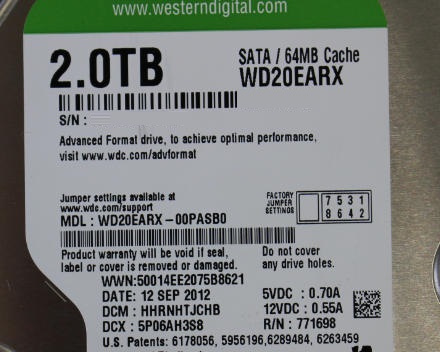 www.westerndigital.com
2.0TB
SATA / 64MB Cache
WD20EARX
S/N :
Advanced Format drive, to achieve optimal performance,
visit www.wdc.com/advformat
Jumper settings available at
www.wdc.com/support
FACTORY
JUMPER
SETTINGS
7 5 3 1
8 6 4 2
MDL : WD20EARX-00PASB0
Product warranty will be void if seal,
label or cover is removed or damaged.
Do not cover
any drive holes.
WWN:50014EE2075B8621
DATE: 12 SEP 2012
DCM : HHRNHTJCHB
DCX : 5P06AH3S8
5VDC : 0.70A
12VDC : 0.55A
R/N : 771698
U.S. Patents: 6178056, 5956196,6289484, 6263459